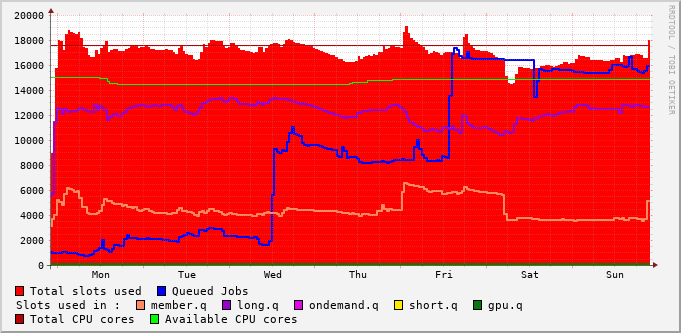 RRDTOOL / TOBI OETIKER
20000
18000
16000
14000
12000
10000
8000
6000
4000
2000
0
Mon Tue Wed Thu Fri Sat Sun
Total slots used Queued Jobs
Slots used in : member.q long.q ondemand.q short.q gpu.q
Total CPU cores Available CPU cores